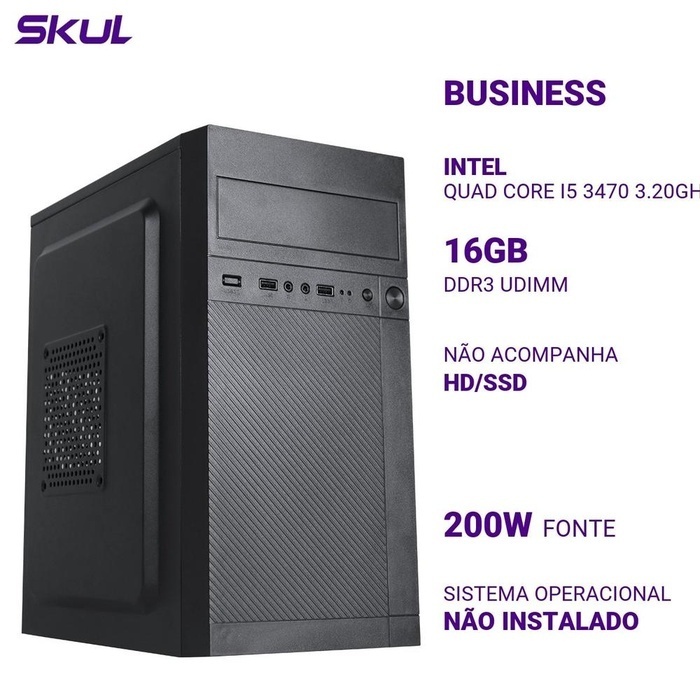 SKUL
BUSINESS
INTEL
QUAD CORE I5 3470 3.20GH
16GB
DDR3 UDIMM
NÃO ACOMPANHA
HD/SSD
200W FONTE
SISTEMA OPERACIONAL
NÃO INSTALADO